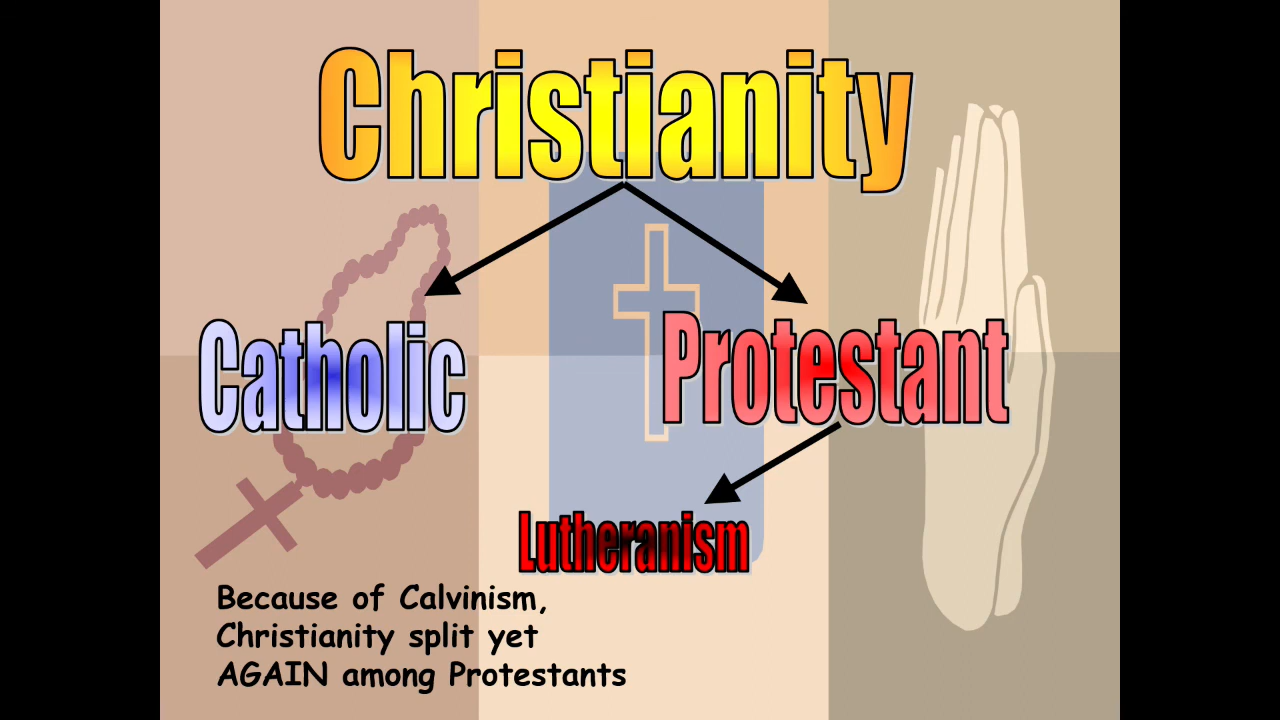 Christianity
Catholic
Protestant
Lutheranism
Because of Calvinism,
Christianity split yet
AGAIN among Protestants